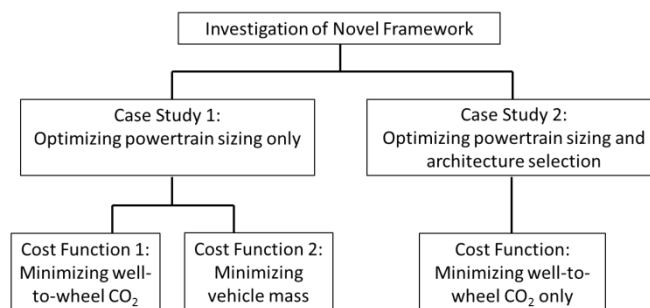 Investigation of Novel Framework
Case Study 1:
Optimizing powertrain sizing only
Case Study 2:
Optimizing powertrain sizing and
architecture selection
Cost Function 1:
Minimizing well-
to-wheel CO₂
Cost Function 2:
Minimizing
vehicle mass
Cost Function:
Minimizing well-to-
wheel CO₂ only